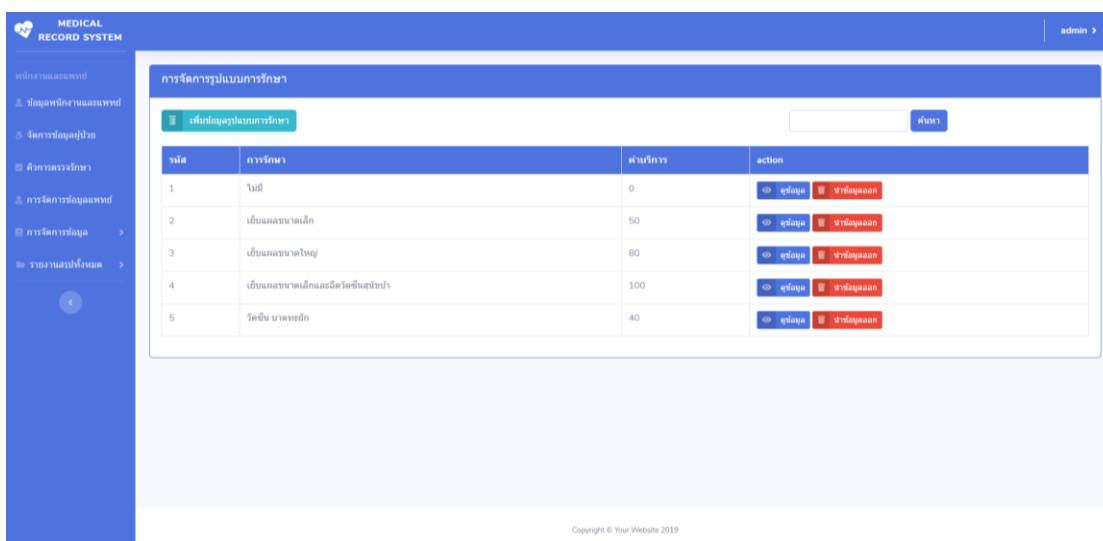 MEDICAL
RECORD SYSTEM
admin >
พนักงานและแพทย์
ข้อมูลพนักงานและแพทย์
จัดการข้อมูลผู้ป่วย
คิวการตรวจรักษา
การจัดการข้อมูลแพทย์
การจัดการข้อมูล >
รายงานสรุปทั้งหมด >
การจัดการรูปแบบการรักษา
เพิ่มข้อมูลรูปแบบการรักษา
ค้นหา
รหัส การรักษา ค่าบริการ action
1 ไม่มี 0 ดูข้อมูล นำข้อมูลออก
2 เย็บแผลขนาดเล็ก 50 ดูข้อมูล นำข้อมูลออก
3 เย็บแผลขนาดใหญ่ 80 ดูข้อมูล นำข้อมูลออก
4 เย็บแผลขนาดเล็กและฉีดวัคซีนสุนัขบ้า 100 ดูข้อมูล นำข้อมูลออก
5 วัคซีน บาดทะยัก 40 ดูข้อมูล นำข้อมูลออก
Copyright © Your Website 2019